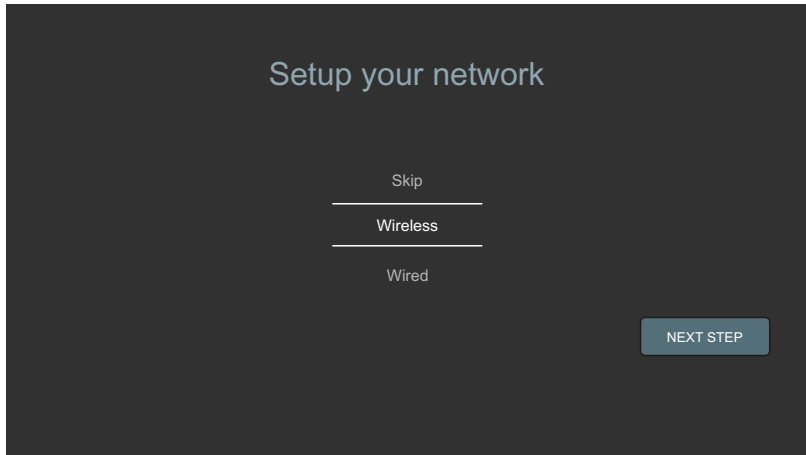 Setup your network
Skip
Wireless
Wired
NEXT STEP